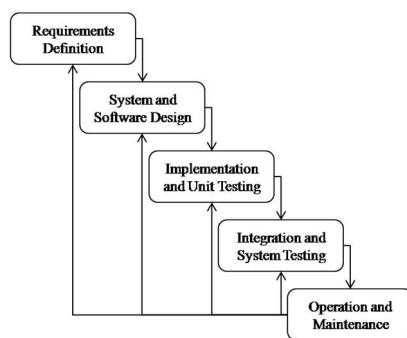 Requirements
Definition
System and
Software Design
Implementation
and Unit Testing
Integration and
System Testing
Operation and
Maintenance